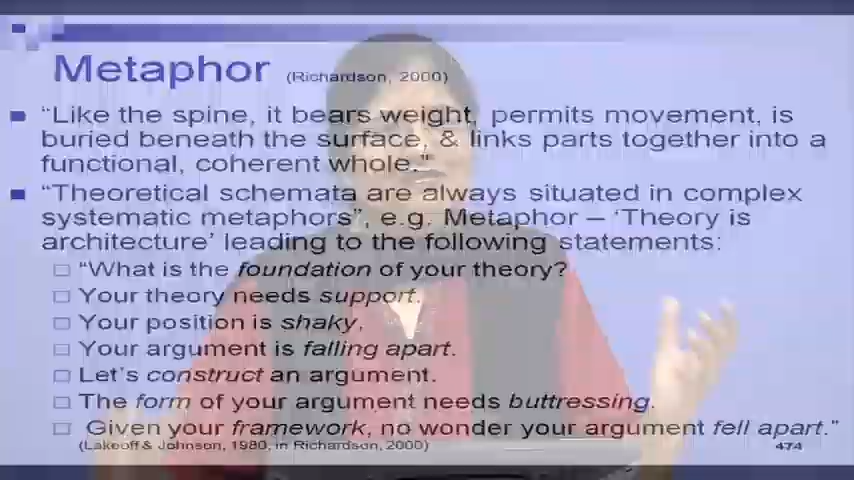 Metaphor (Richardson, 2000)
"Like the spine, it bears weight, permits movement, is
buried beneath the surface, & links parts together into a
functional, coherent whole."
"Theoretical schemata are always situated in complex
systematic metaphors", e.g. Metaphor – 'Theory is
architecture' leading to the following statements:
"What is the foundation of your theory?
Your theory needs support.
Your position is shaky.
Your argument is falling apart.
Let's construct an argument.
The form of your argument needs buttressing.
Given your framework, no wonder your argument fell apart."
(Lakeoff & Johnson, 1980, in Richardson, 2000)
474